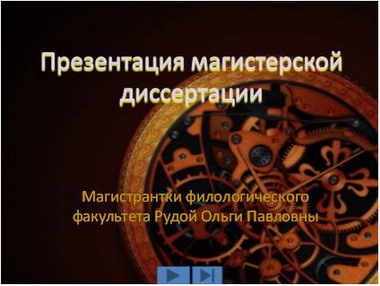 Презентация магистерской
диссертации
Магистрантки филологического
факультета Рудой Ольги Павловны